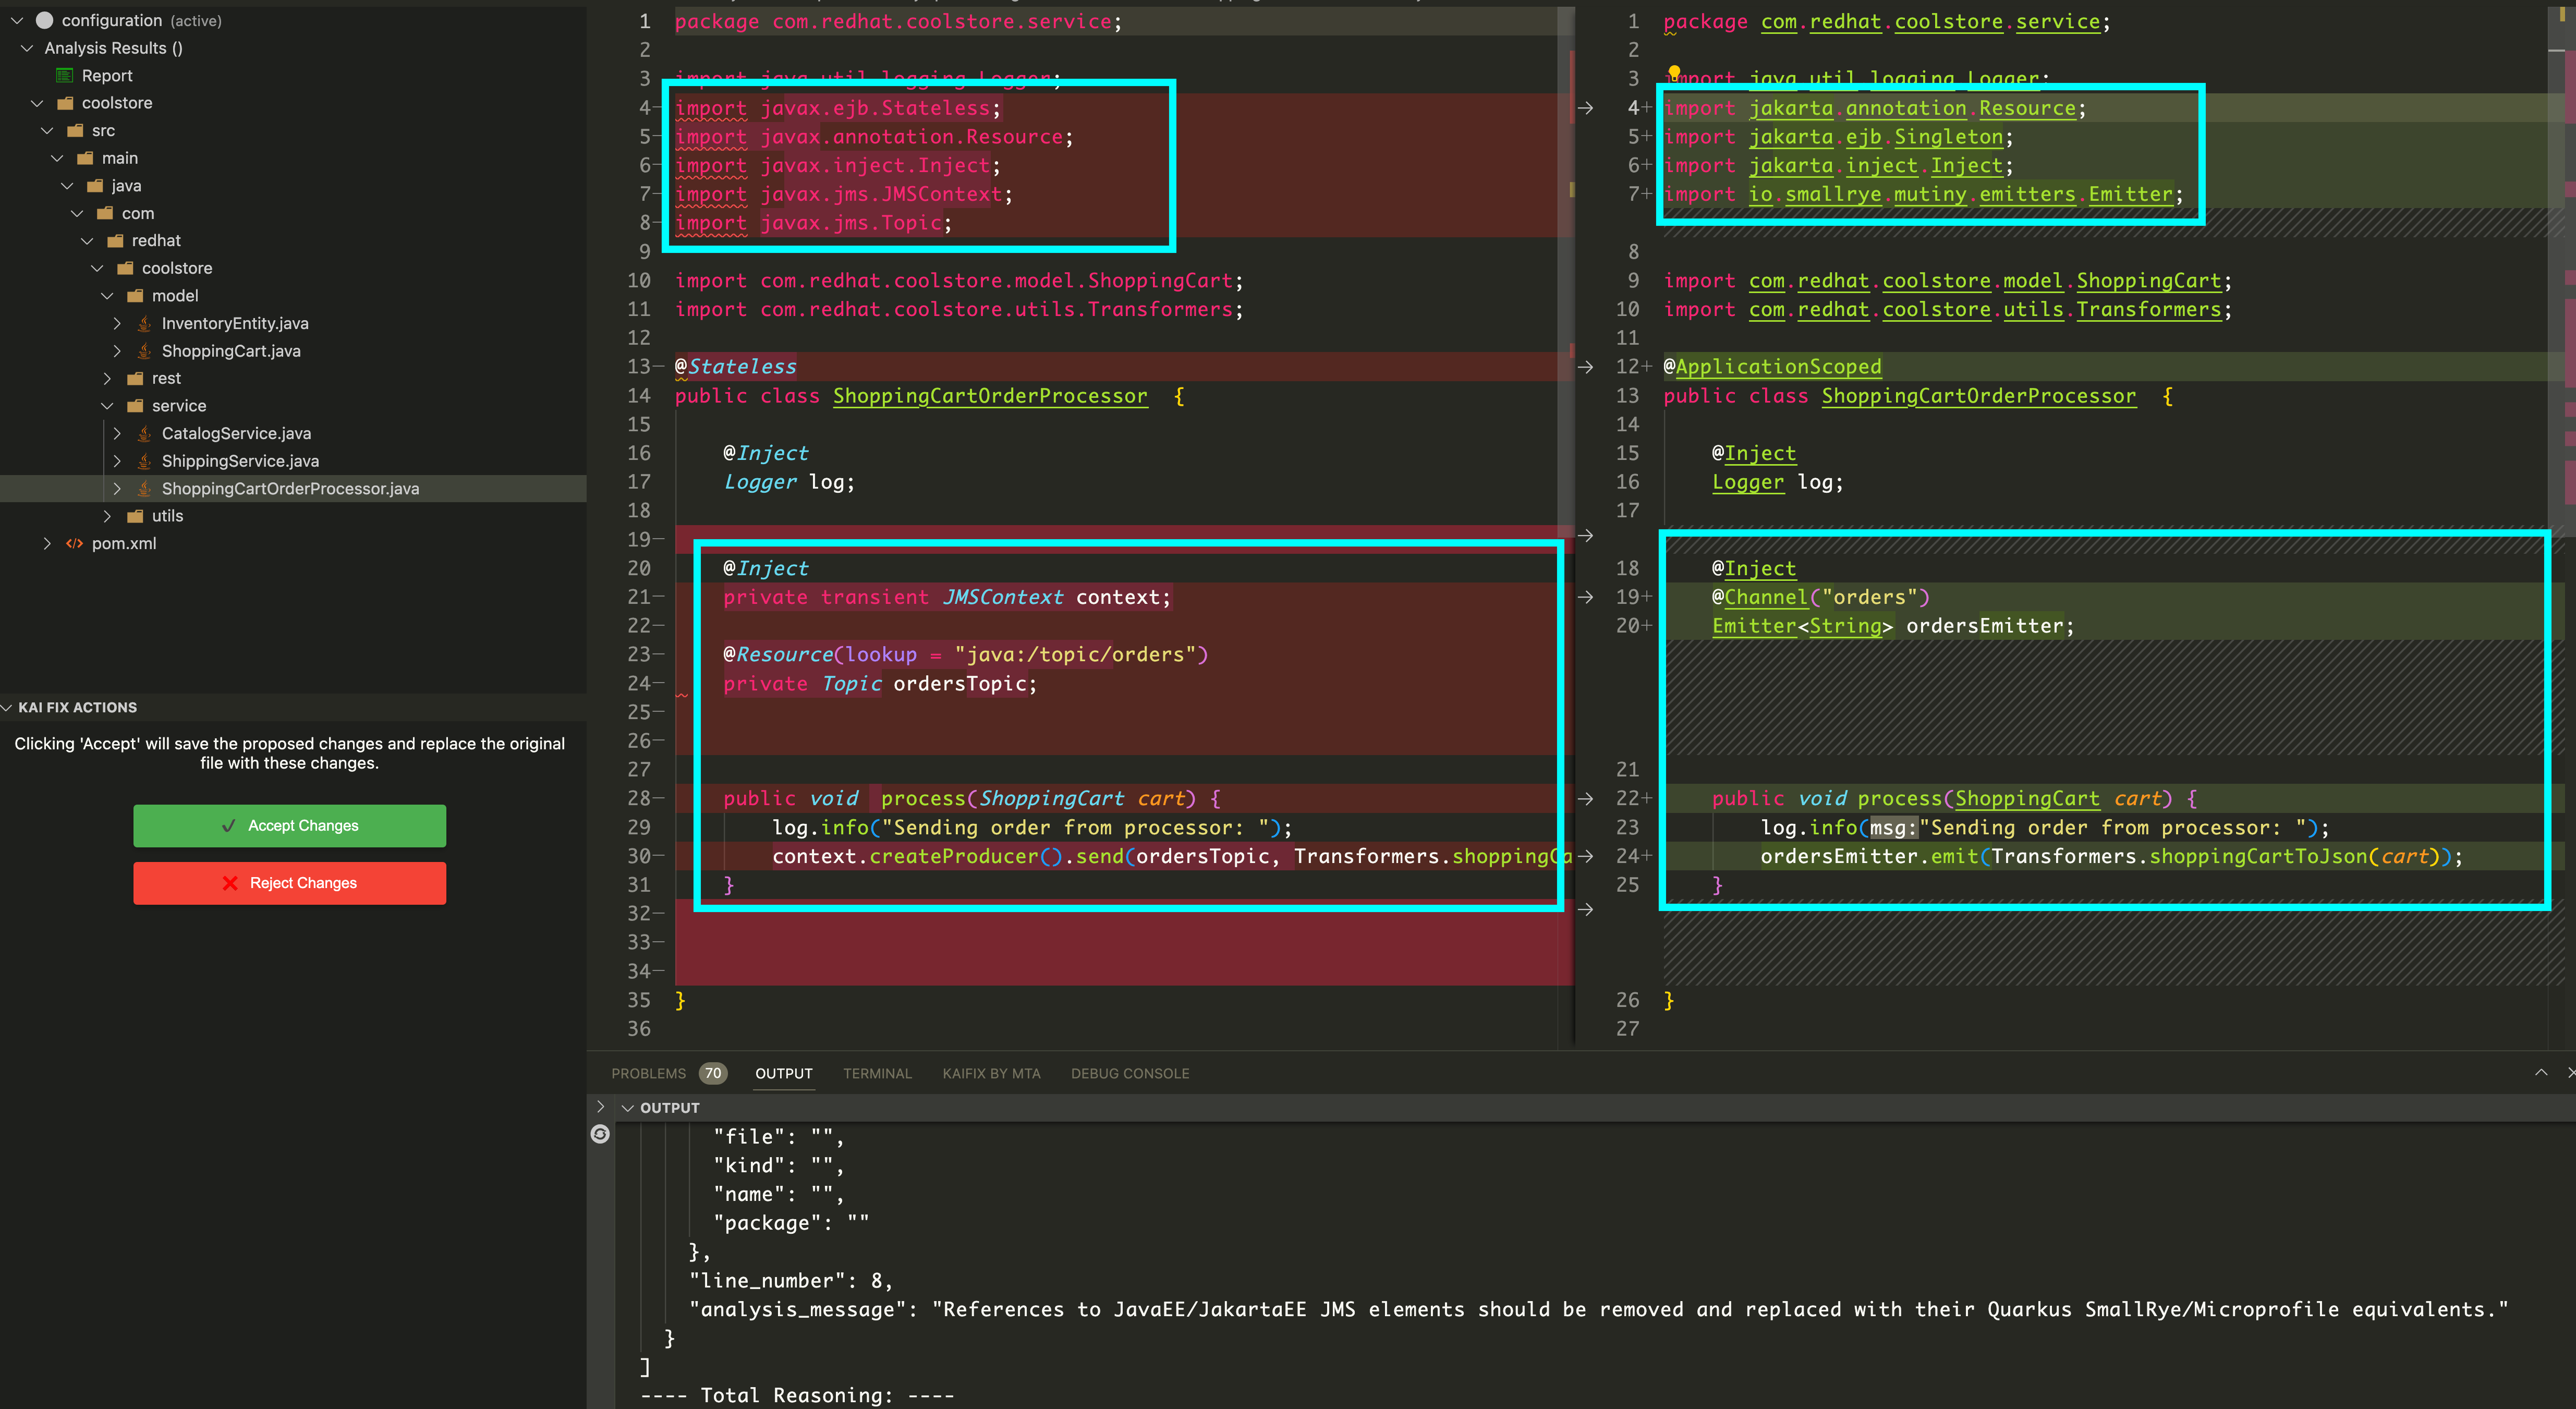 configuration (active)
Analysis Results ()
Report
coolstore
src
main
java
com
redhat
coolstore
model
InventoryEntity.java
ShoppingCart.java
rest
service
CatalogService.java
ShippingService.java
ShoppingCartOrderProcessor.java
utils
pom.xml
KAI FIX ACTIONS
Clicking 'Accept' will save the proposed changes and replace the original
file with these changes.
Accept Changes
Reject Changes
1 package com.redhat.coolstore.service;
2
3 import java.util.logging.Logger;
4- import javax.ejb.Stateless;
5- import javax.annotation.Resource;
6- import javax.inject.Inject;
7- import javax.jms.JMSContext;
8- import javax.jms.Topic;
9
10 import com.redhat.coolstore.model.ShoppingCart;
11 import com.redhat.coolstore.utils.Transformers;
12
13- @Stateless
14 public class ShoppingCartOrderProcessor {
15
16 @Inject
17 Logger log;
18
19-
20 @Inject
21- private transient JMSContext context;
22-
23- @Resource(lookup = "java:/topic/orders")
24- private Topic ordersTopic;
25-
26-
27
28- public void process(ShoppingCart cart) {
29 log.info("Sending order from processor: ");
30- context.createProducer().send(ordersTopic, Transformers.shoppingCa
31 }
32-
33-
34-
35 }
36
1 package com.redhat.coolstore.service;
2
3 import java.util.logging.Logger;
4+ import jakarta.annotation.Resource;
5+ import jakarta.ejb.Singleton;
6+ import jakarta.inject.Inject;
7+ import io.smallrye.mutiny.emitters.Emitter;
8
9 import com.redhat.coolstore.model.ShoppingCart;
10 import com.redhat.coolstore.utils.Transformers;
11
12+ @ApplicationScoped
13 public class ShoppingCartOrderProcessor {
14
15 @Inject
16 Logger log;
17
18 @Inject
19+ @Channel("orders")
20+ Emitter<String> ordersEmitter;
21
22+ public void process(ShoppingCart cart) {
23 log.info(msg:"Sending order from processor: ");
24+ ordersEmitter.emit(Transformers.shoppingCartToJson(cart));
25 }
26 }
27
PROBLEMS 70 OUTPUT TERMINAL KAIFIX BY MTA DEBUG CONSOLE
OUTPUT
"file": "",
"kind": "",
"name": "",
"package": ""
},
"line_number": 8,
"analysis_message": "References to JavaEE/JakartaEE JMS elements should be removed and replaced with their Quarkus SmallRye/Microprofile equivalents."
}
]
---- Total Reasoning: ----